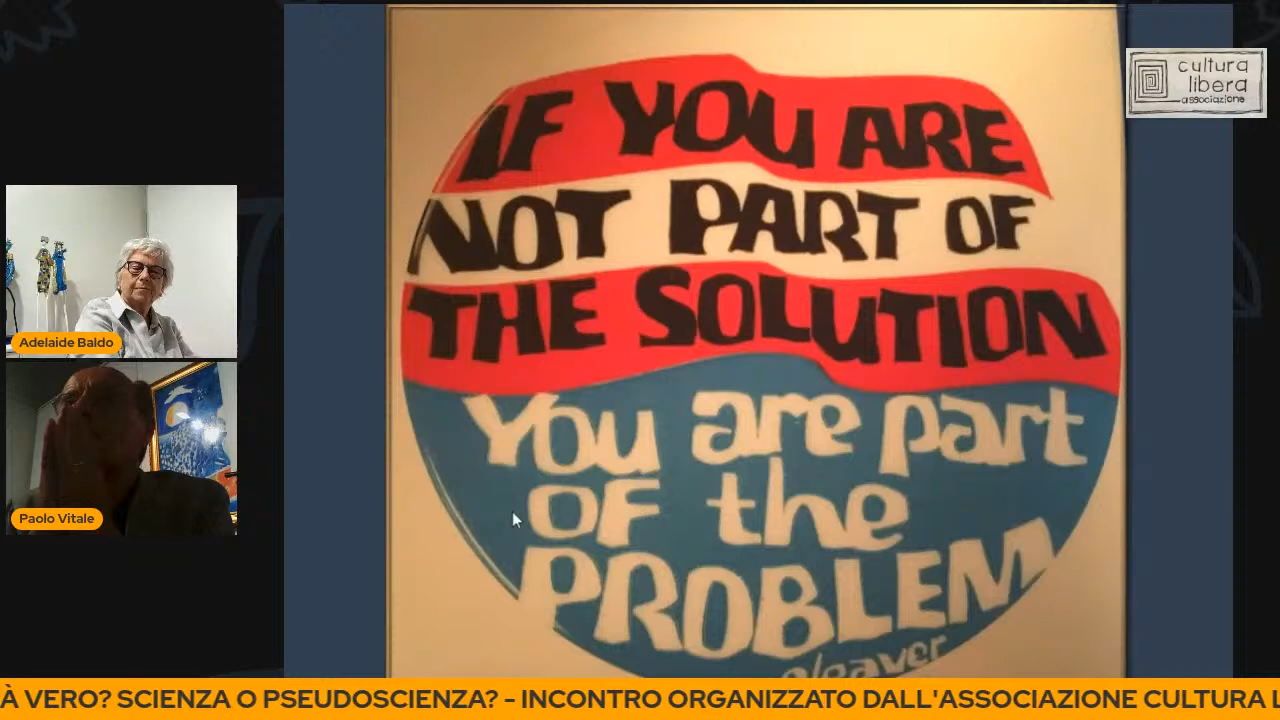 IF YOU ARE
NOT PART OF
THE SOLUTION
You are part
of the
PROBLEM
cleaver
cultura
libera
associazione
Adelaide Baldo
Paolo Vitale
À VERO? SCIENZA O PSEUDOSCIENZA? - INCONTRO ORGANIZZATO DALL'ASSOCIAZIONE CULTURA L